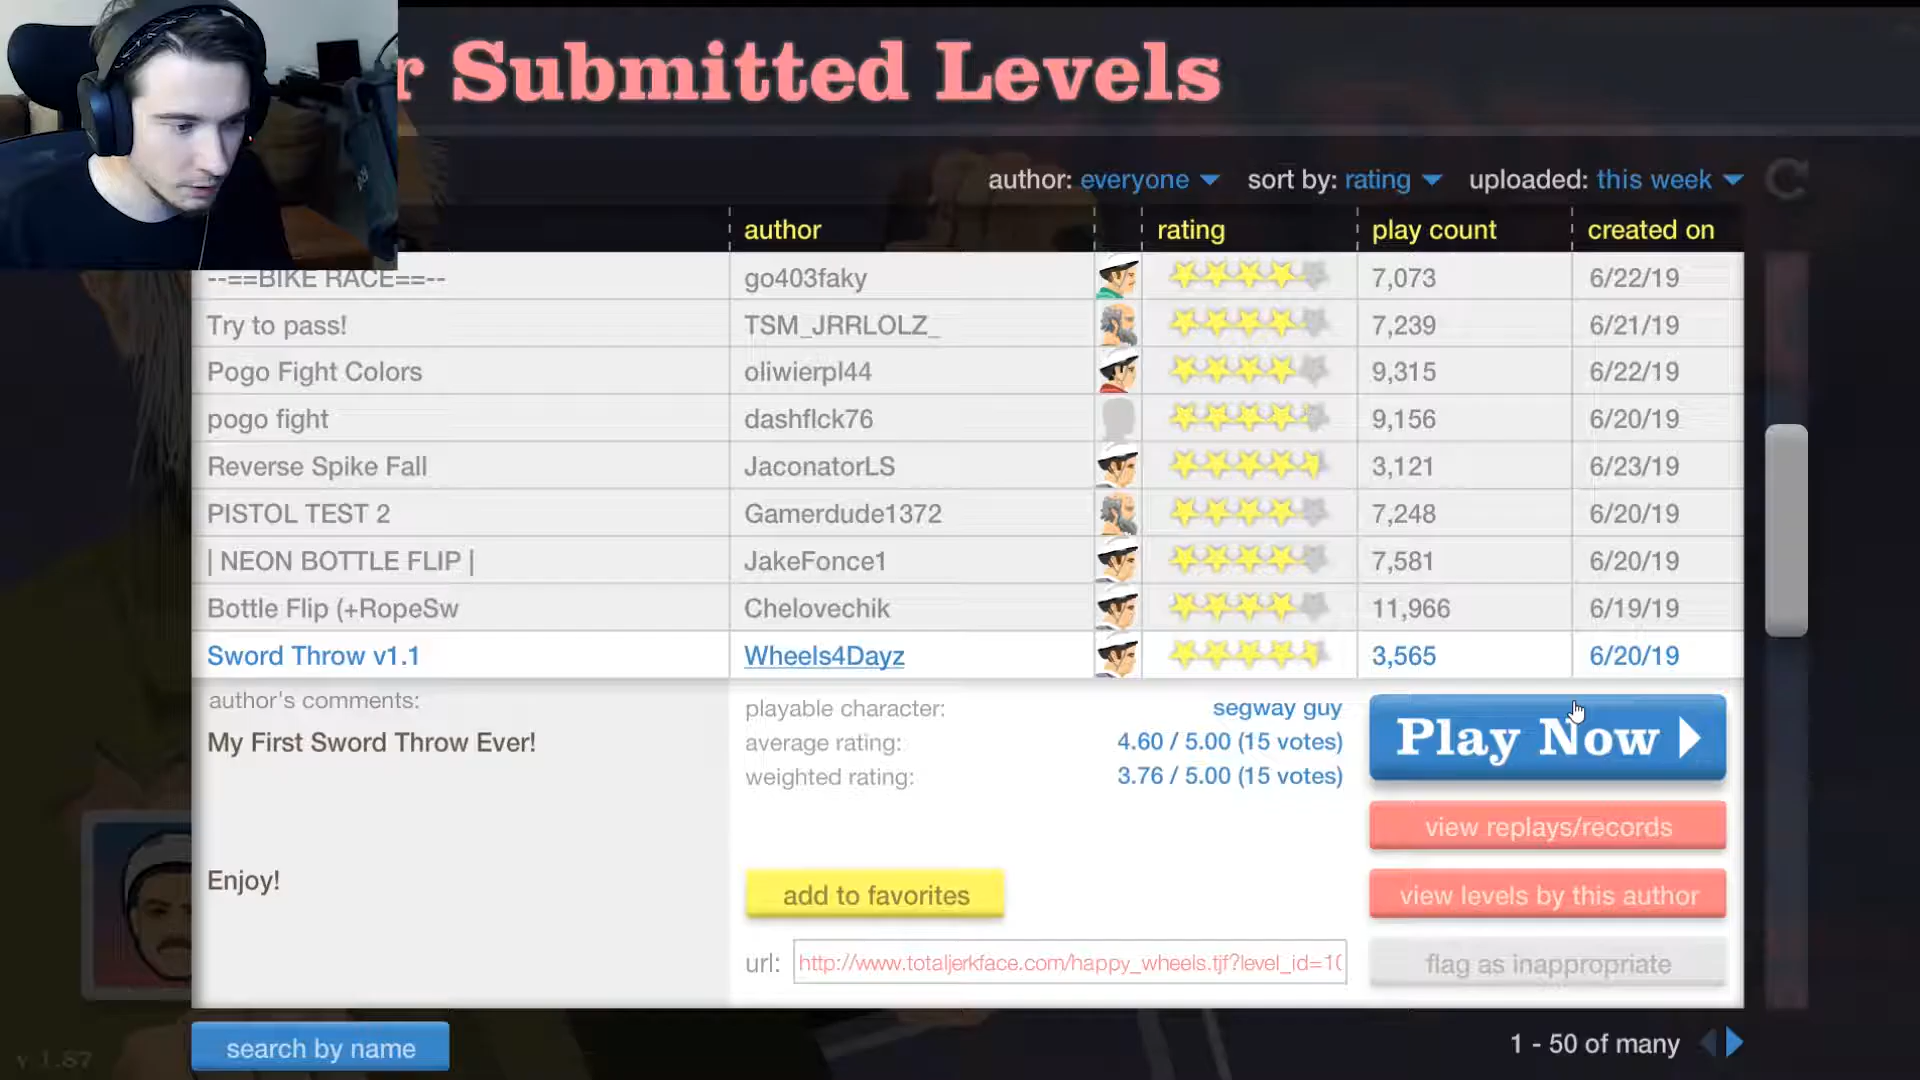 r Submitted Levels
author: everyone sort by: rating uploaded: this week
author rating play count created on
--==BIKE RACE==-- go403faky 7,073 6/22/19
Try to pass! TSM_JRRLOLZ_ 7,239 6/21/19
Pogo Fight Colors oliwierpl44 9,315 6/22/19
pogo fight dashflck76 9,156 6/20/19
Reverse Spike Fall JaconatorLS 3,121 6/23/19
PISTOL TEST 2 Gamerdude1372 7,248 6/20/19
| NEON BOTTLE FLIP | JakeFonce1 7,581 6/20/19
Bottle Flip (+RopeSw Chelovechik 11,966 6/19/19
Sword Throw v1.1 Wheels4Dayz 3,565 6/20/19
author's comments:
My First Sword Throw Ever!
Enjoy!
playable character: segway guy
average rating: 4.60 / 5.00 (15 votes)
weighted rating: 3.76 / 5.00 (15 votes)
add to favorites
url: http://www.totaljerkface.com/happy_wheels.tjf?level_id=10
Play Now
view replays/records
view levels by this author
flag as inappropriate
search by name
1 - 50 of many
v 1.87